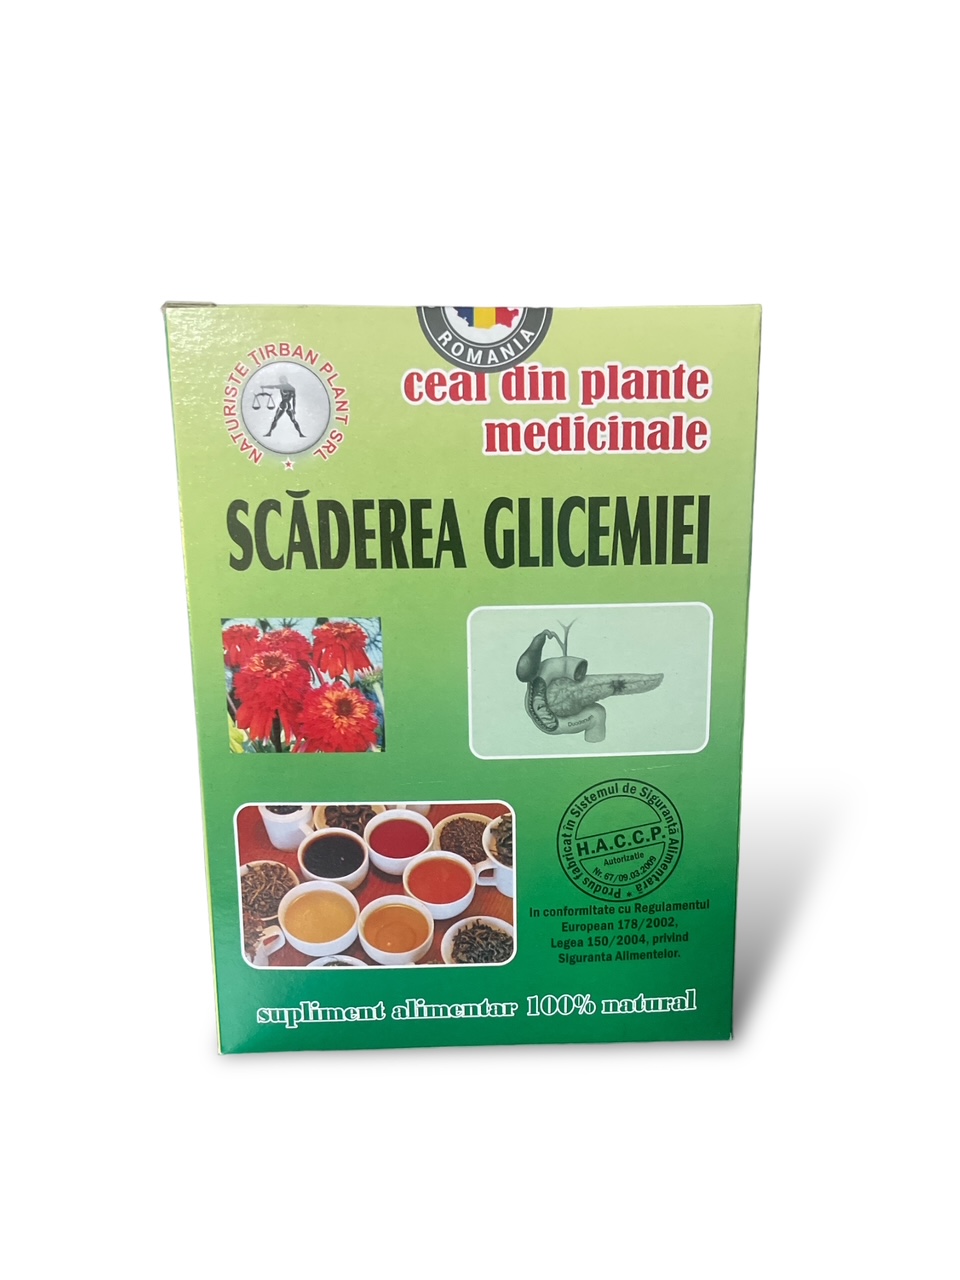 ROMANIA
NATURISTE ȚIRBAN PLANT SRL
ceai din plante
medicinale
SCĂDEREA GLICEMIEI
Duodenum
Produs fabricat in Sistemul de Siguranță Alimentară
H.A.C.C.P.
Autorizatie
Nr. 67/09.03.2009
In conformitate cu Regulamentul
European 178/2002,
Legea 150/2004, privind
Siguranta Alimentelor.
supliment alimentar 100% natural